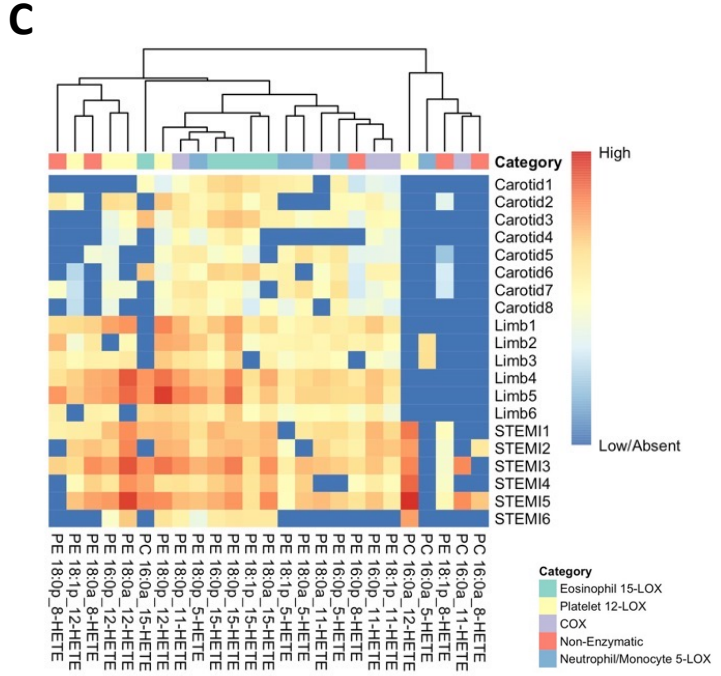 C
Category
High
Low/Absent
Carotid1
Carotid2
Carotid3
Carotid4
Carotid5
Carotid6
Carotid7
Carotid8
Limb1
Limb2
Limb3
Limb4
Limb5
Limb6
STEMI1
STEMI2
STEMI3
STEMI4
STEMI5
STEMI6
PE 18:0p_8-HETE
PE 18:1p_12-HETE
PE 18:0a_8-HETE
PE 16:0p_12-HETE
PE 18:0a_12-HETE
PC 16:0a_15-HETE
PE 18:0p_12-HETE
PE 18:0p_11-HETE
PE 18:0p_5-HETE
PE 16:0p_15-HETE
PE 18:0p_15-HETE
PE 18:1p_15-HETE
PE 18:0a_15-HETE
PE 18:1p_5-HETE
PE 18:0a_5-HETE
PE 18:0a_11-HETE
PE 16:0p_5-HETE
PE 16:0p_8-HETE
PE 16:0p_11-HETE
PE 18:1p_11-HETE
PC 16:0a_12-HETE
PC 16:0a_5-HETE
PE 18:1p_8-HETE
PC 16:0a_11-HETE
PC 16:0a_8-HETE
Category
Eosinophil 15-LOX
Platelet 12-LOX
COX
Non-Enzymatic
Neutrophil/Monocyte 5-LOX